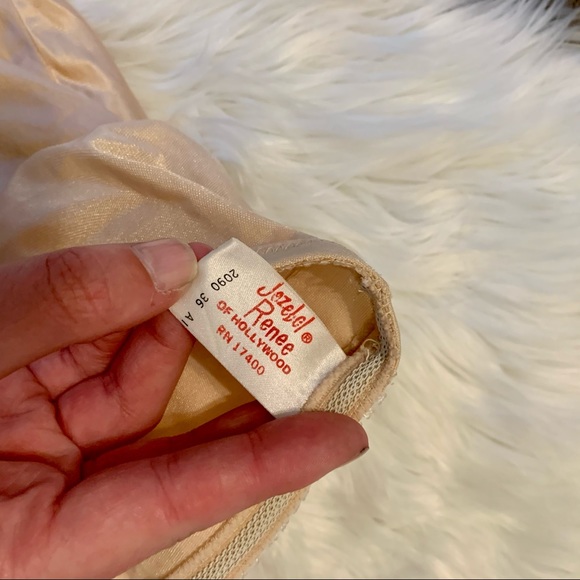 Jezebel®
Renee
OF HOLLYWOOD
RN 17400
2090 36 A